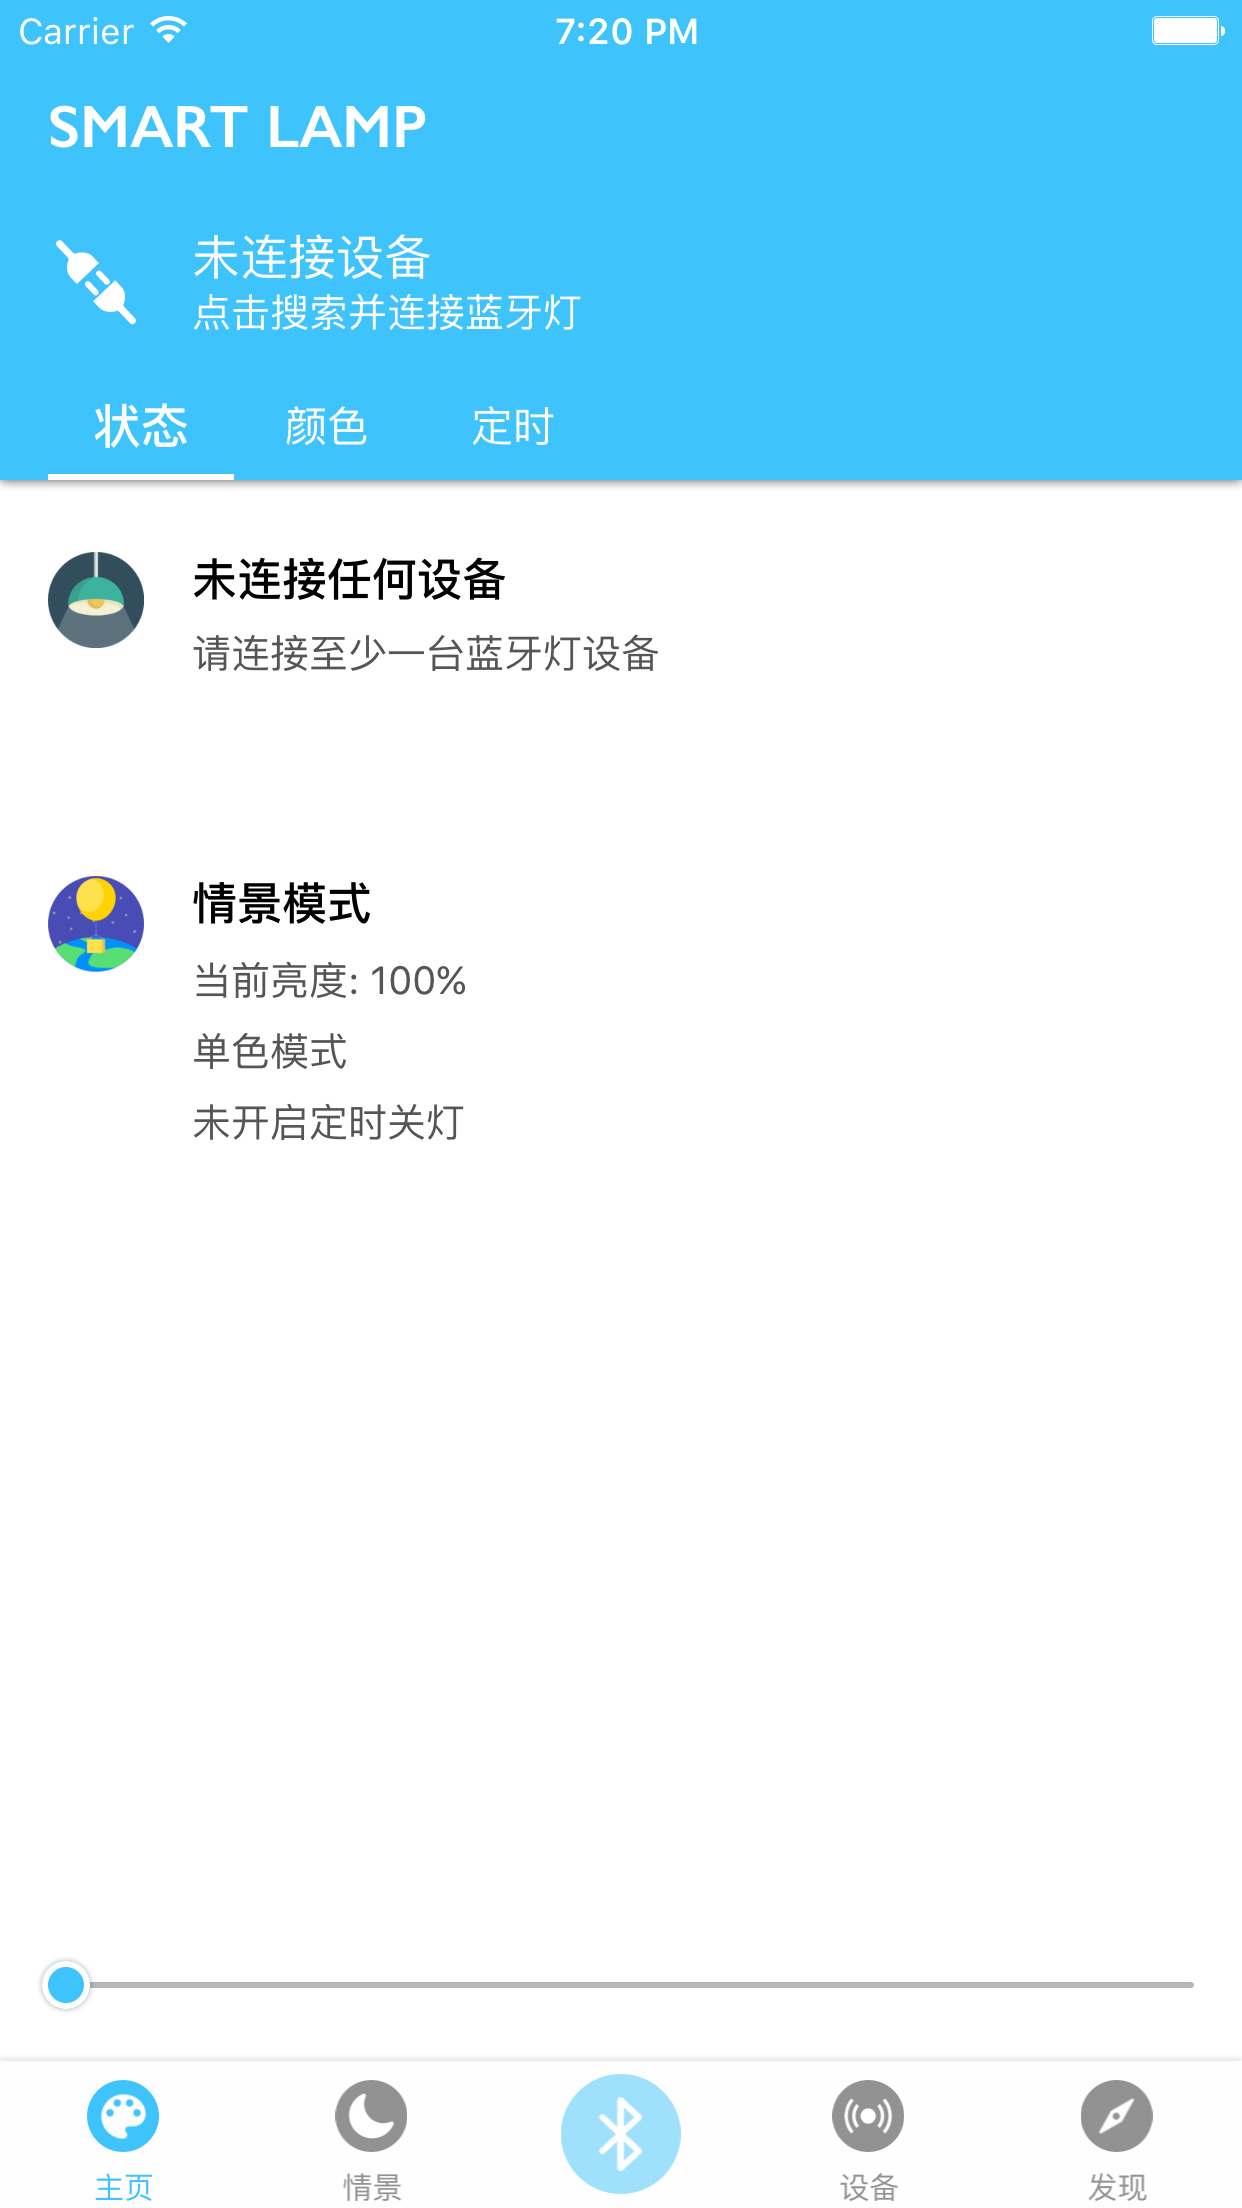 Carrier 7:20 PM
SMART LAMP
未连接设备
点击搜索并连接蓝牙灯
状态 颜色 定时
未连接任何设备
请连接至少一台蓝牙灯设备
情景模式
当前亮度: 100%
单色模式
未开启定时关灯
主页 情景 设备 发现